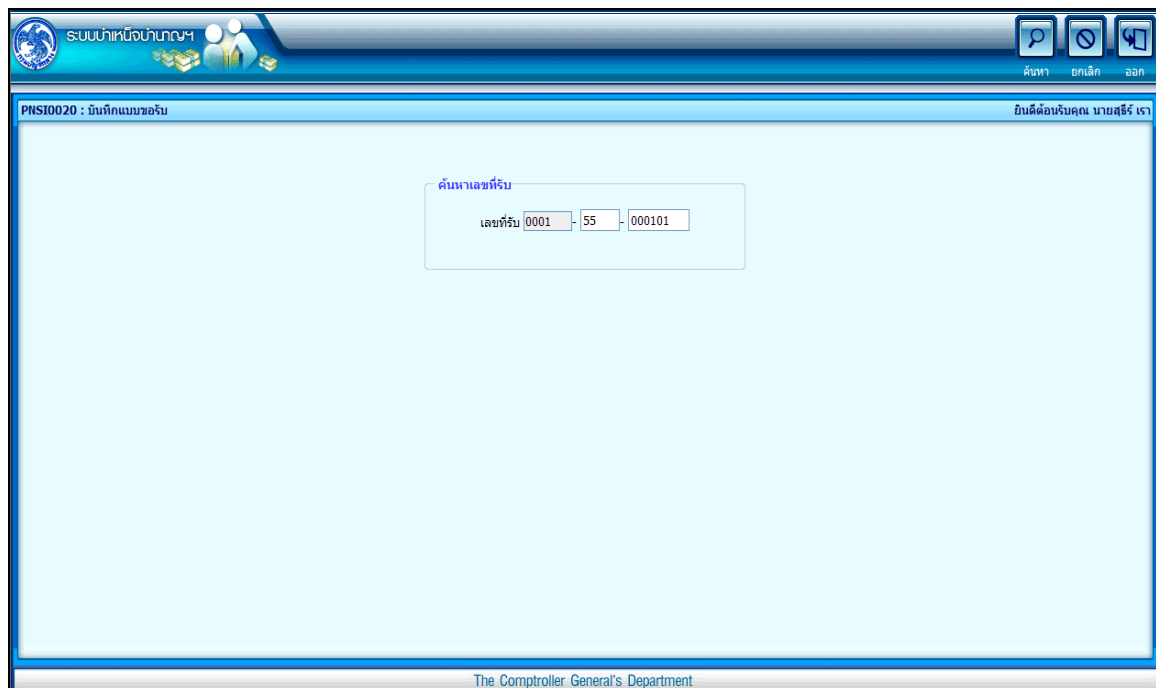 ระบบบำเหน็จบำนาญฯ
ค้นหา ยกเลิก ออก
PNSI0020 : บันทึกแบบขอรับ ยินดีต้อนรับคุณ นายสุธีร์ เรา
ค้นหาเลขที่รับ
เลขที่รับ 0001 - 55 - 000101
The Comptroller General's Department